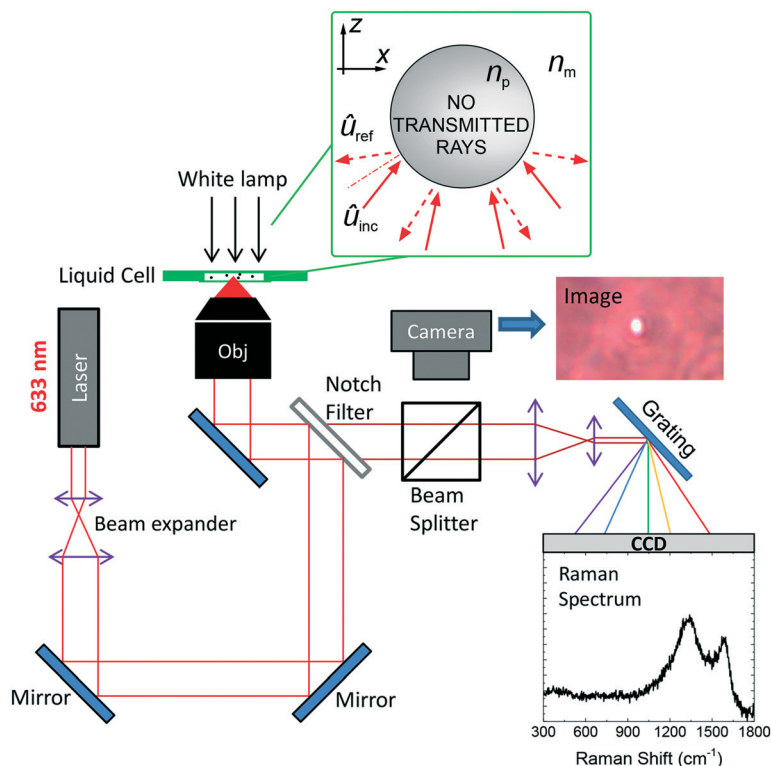 z
x
n_p
n_m
NO
TRANSMITTED
RAYS
û_ref
û_inc
White lamp
Liquid Cell
Obj
633 nm
Laser
Camera
Image
Notch
Filter
Grating
Beam
Splitter
Beam expander
CCD
Raman
Spectrum
Mirror
Mirror
300 600 900 1200 1500 1800
Raman Shift (cm⁻¹)